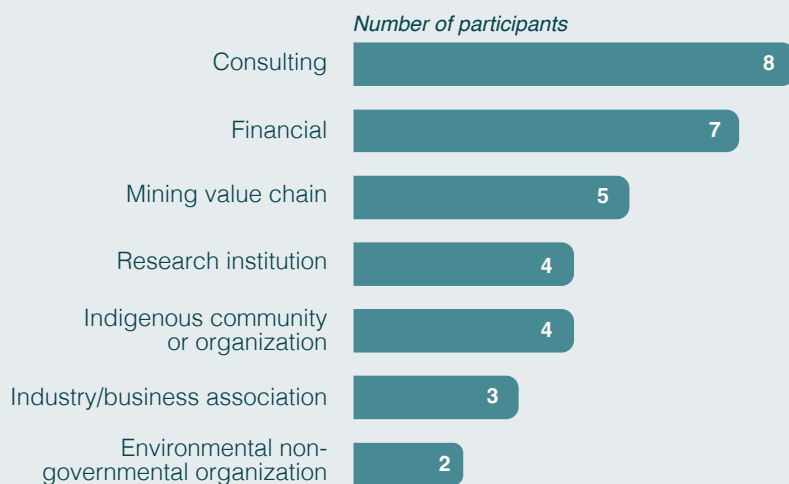 Number of participants
Consulting 8
Financial 7
Mining value chain 5
Research institution 4
Indigenous community
or organization 4
Industry/business association 3
Environmental non-
governmental organization 2